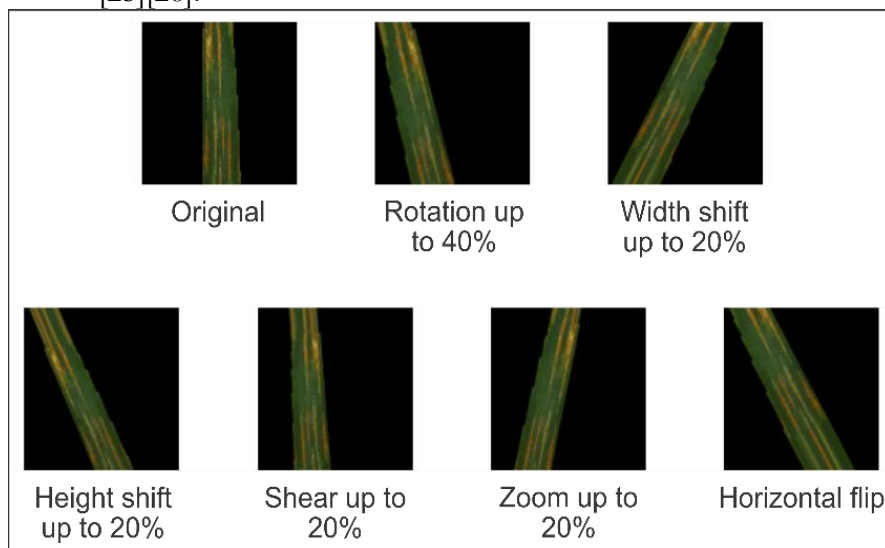 Original
Rotation up
to 40%
Width shift
up to 20%
Height shift
up to 20%
Shear up to
20%
Zoom up to
20%
Horizontal flip